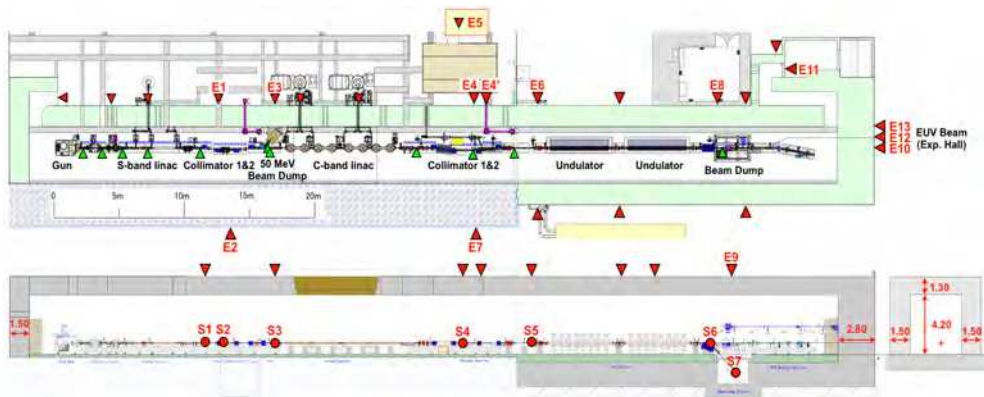 E5
E1
E3
E4
E4'
E6
E8
E11
E13
E12
E10
EUV Beam
(Exp. Hall)
Gun
S-band linac
Collimator 1&2
50 MeV
Beam Dump
C-band linac
Collimator 1&2
Undulator
Undulator
Beam Dump
0
5m
10m
15m
20m
E2
E7
E9
1.50
S1
S2
S3
S4
S5
S6
S7
2.80
1.30
1.50
4.20
1.50